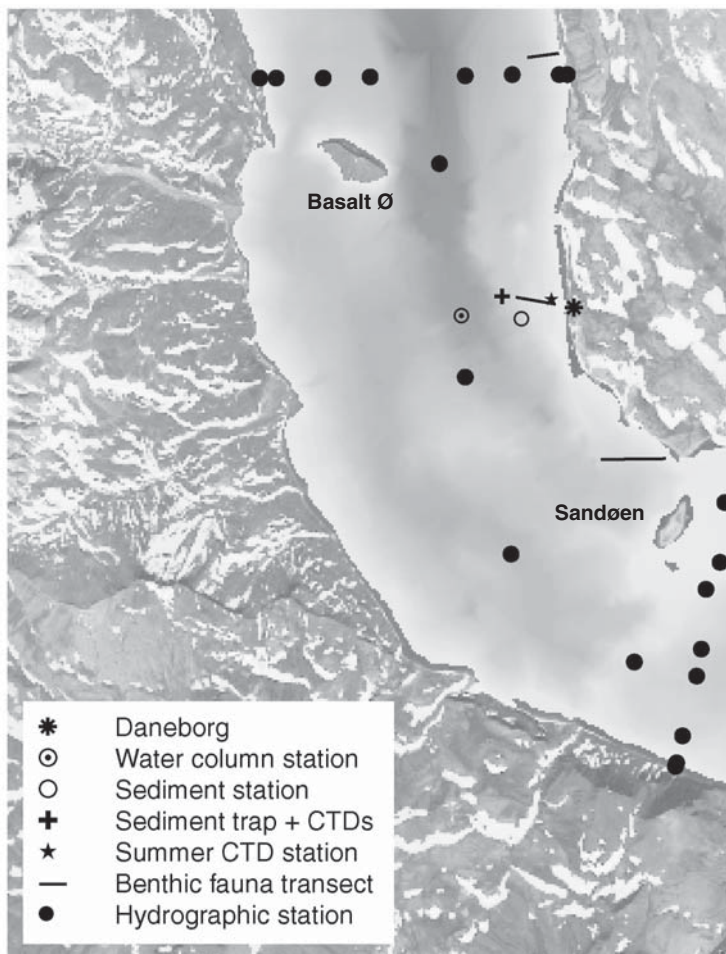 Basalt Ø
Sandøen
Daneborg
Water column station
Sediment station
Sediment trap + CTDs
Summer CTD station
Benthic fauna transect
Hydrographic station